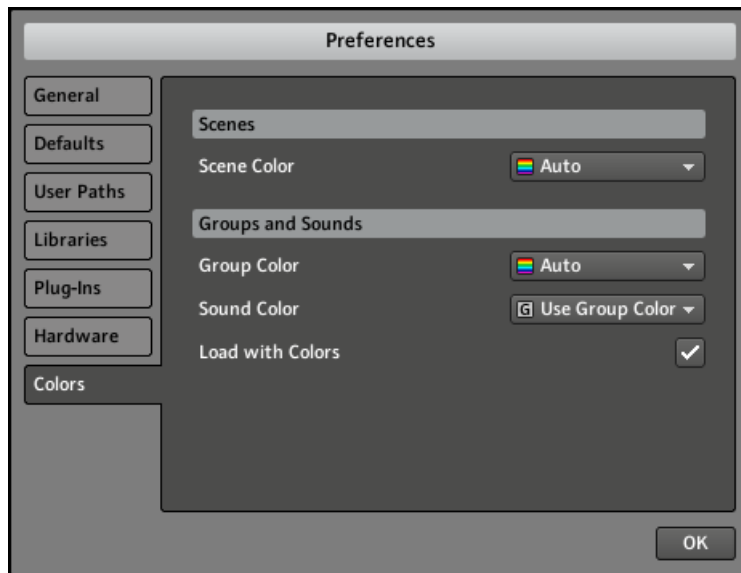 Preferences
General
Defaults
User Paths
Libraries
Plug-Ins
Hardware
Colors
Scenes
Scene Color Auto
Groups and Sounds
Group Color Auto
Sound Color G Use Group Color
Load with Colors
OK